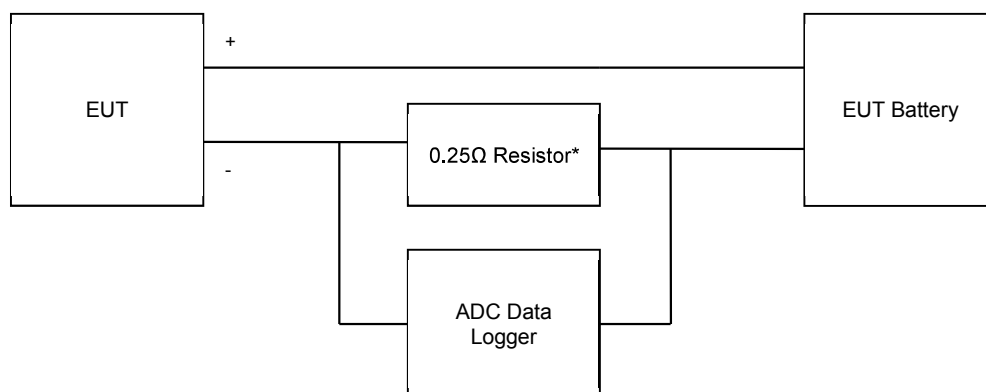 +
EUT
EUT Battery
0.25Ω Resistor*
-
ADC Data
Logger